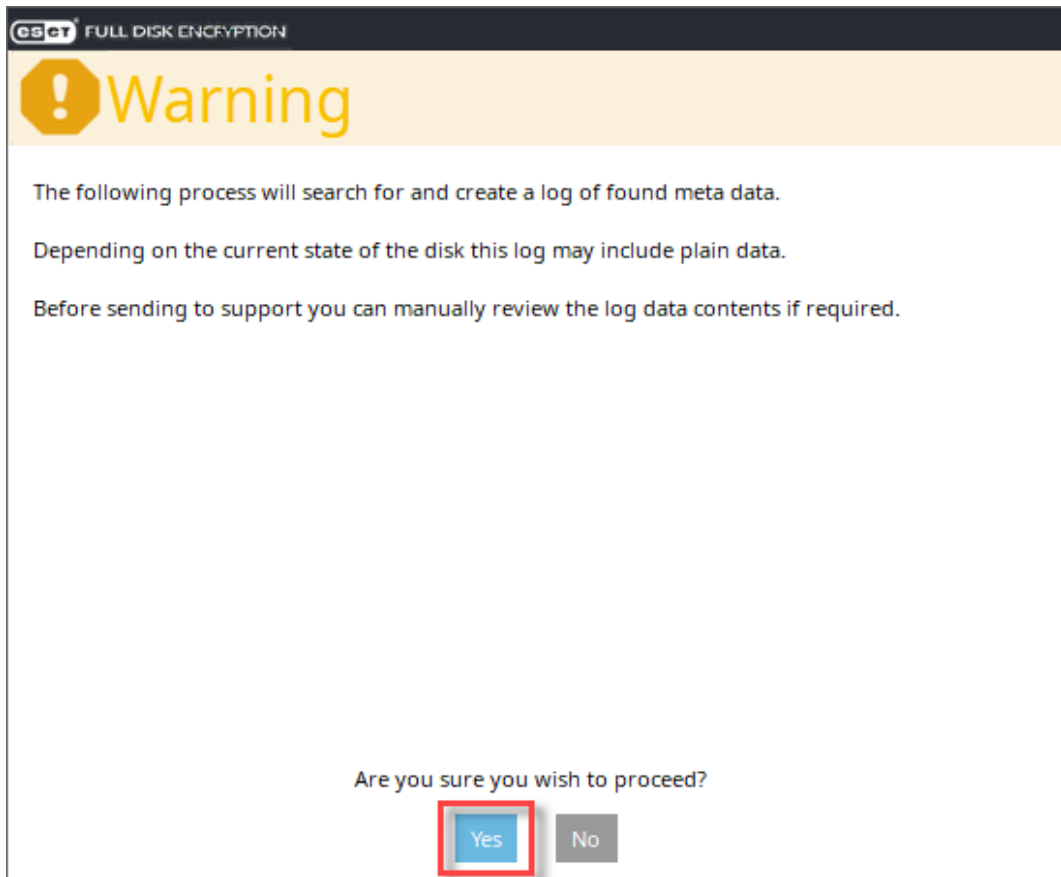 eset FULL DISK ENCRYPTION
Warning
The following process will search for and create a log of found meta data.
Depending on the current state of the disk this log may include plain data.
Before sending to support you can manually review the log data contents if required.
Are you sure you wish to proceed?
Yes No